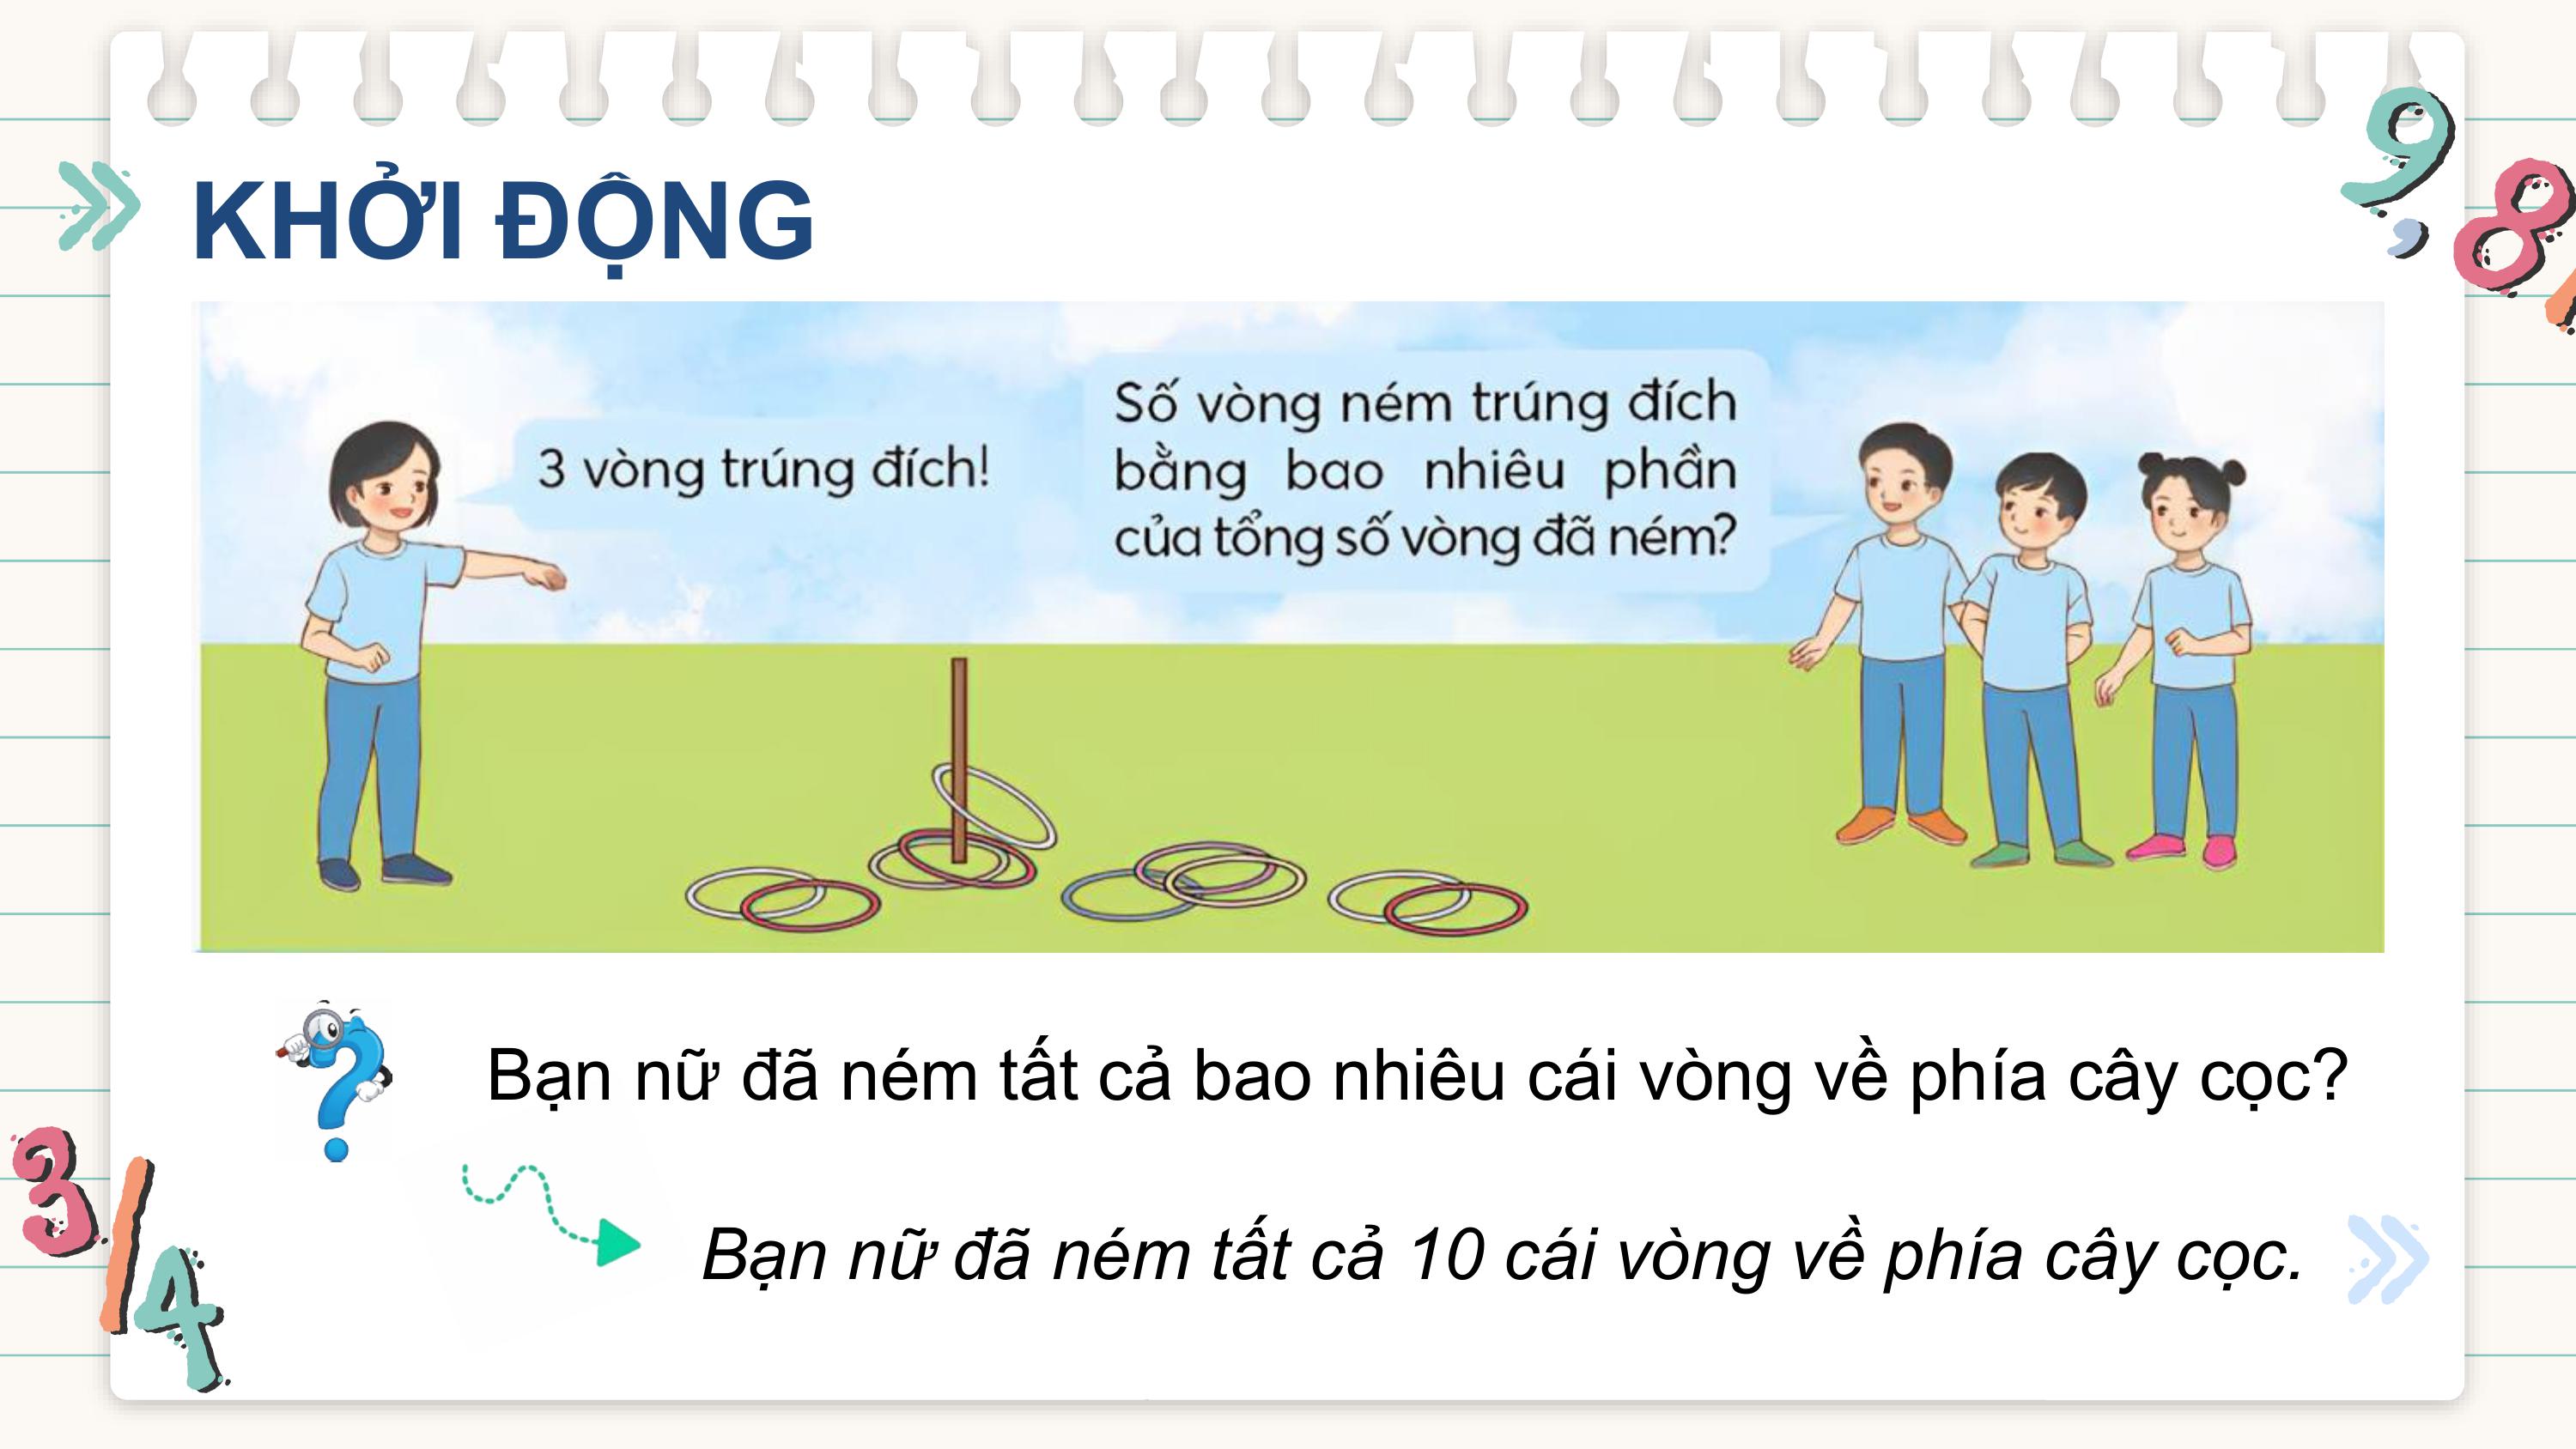 KHỞI ĐỘNG
3 vòng trúng đích!
Số vòng ném trúng đích
bằng bao nhiêu phần
của tổng số vòng đã ném?
Bạn nữ đã ném tất cả bao nhiêu cái vòng về phía cây cọc?
Bạn nữ đã ném tất cả 10 cái vòng về phía cây cọc.
9,8/
3/4